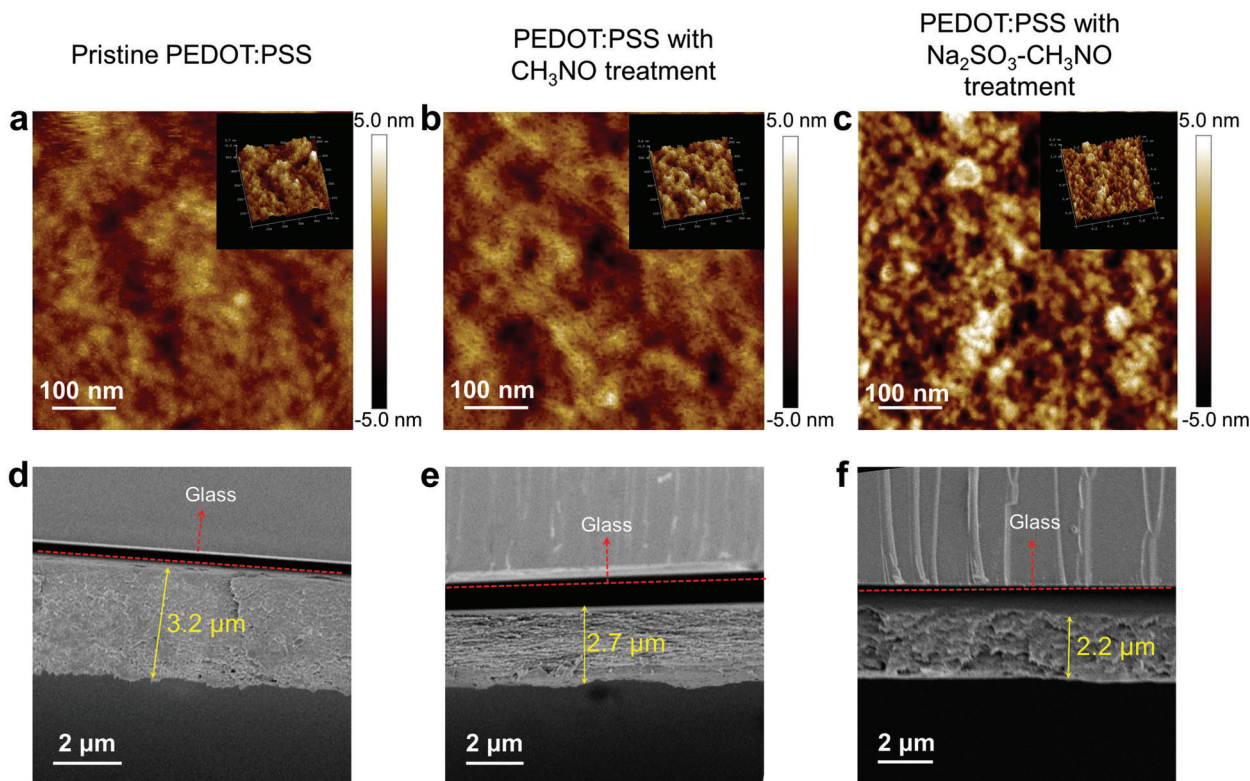 Pristine PEDOT:PSS
PEDOT:PSS with
CH₃NO treatment
PEDOT:PSS with
Na₂SO₃-CH₃NO
treatment
a
5.0 nm
100 nm
-5.0 nm
b
5.0 nm
100 nm
-5.0 nm
c
5.0 nm
100 nm
-5.0 nm
d
Glass
3.2 µm
2 µm
e
Glass
2.7 µm
2 µm
f
Glass
2.2 µm
2 µm